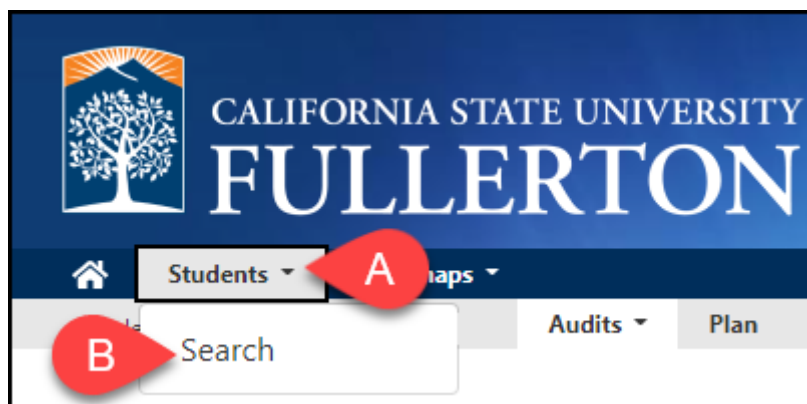 CALIFORNIA STATE UNIVERSITY
FULLERTON
Students A
B Search
Audits Plan